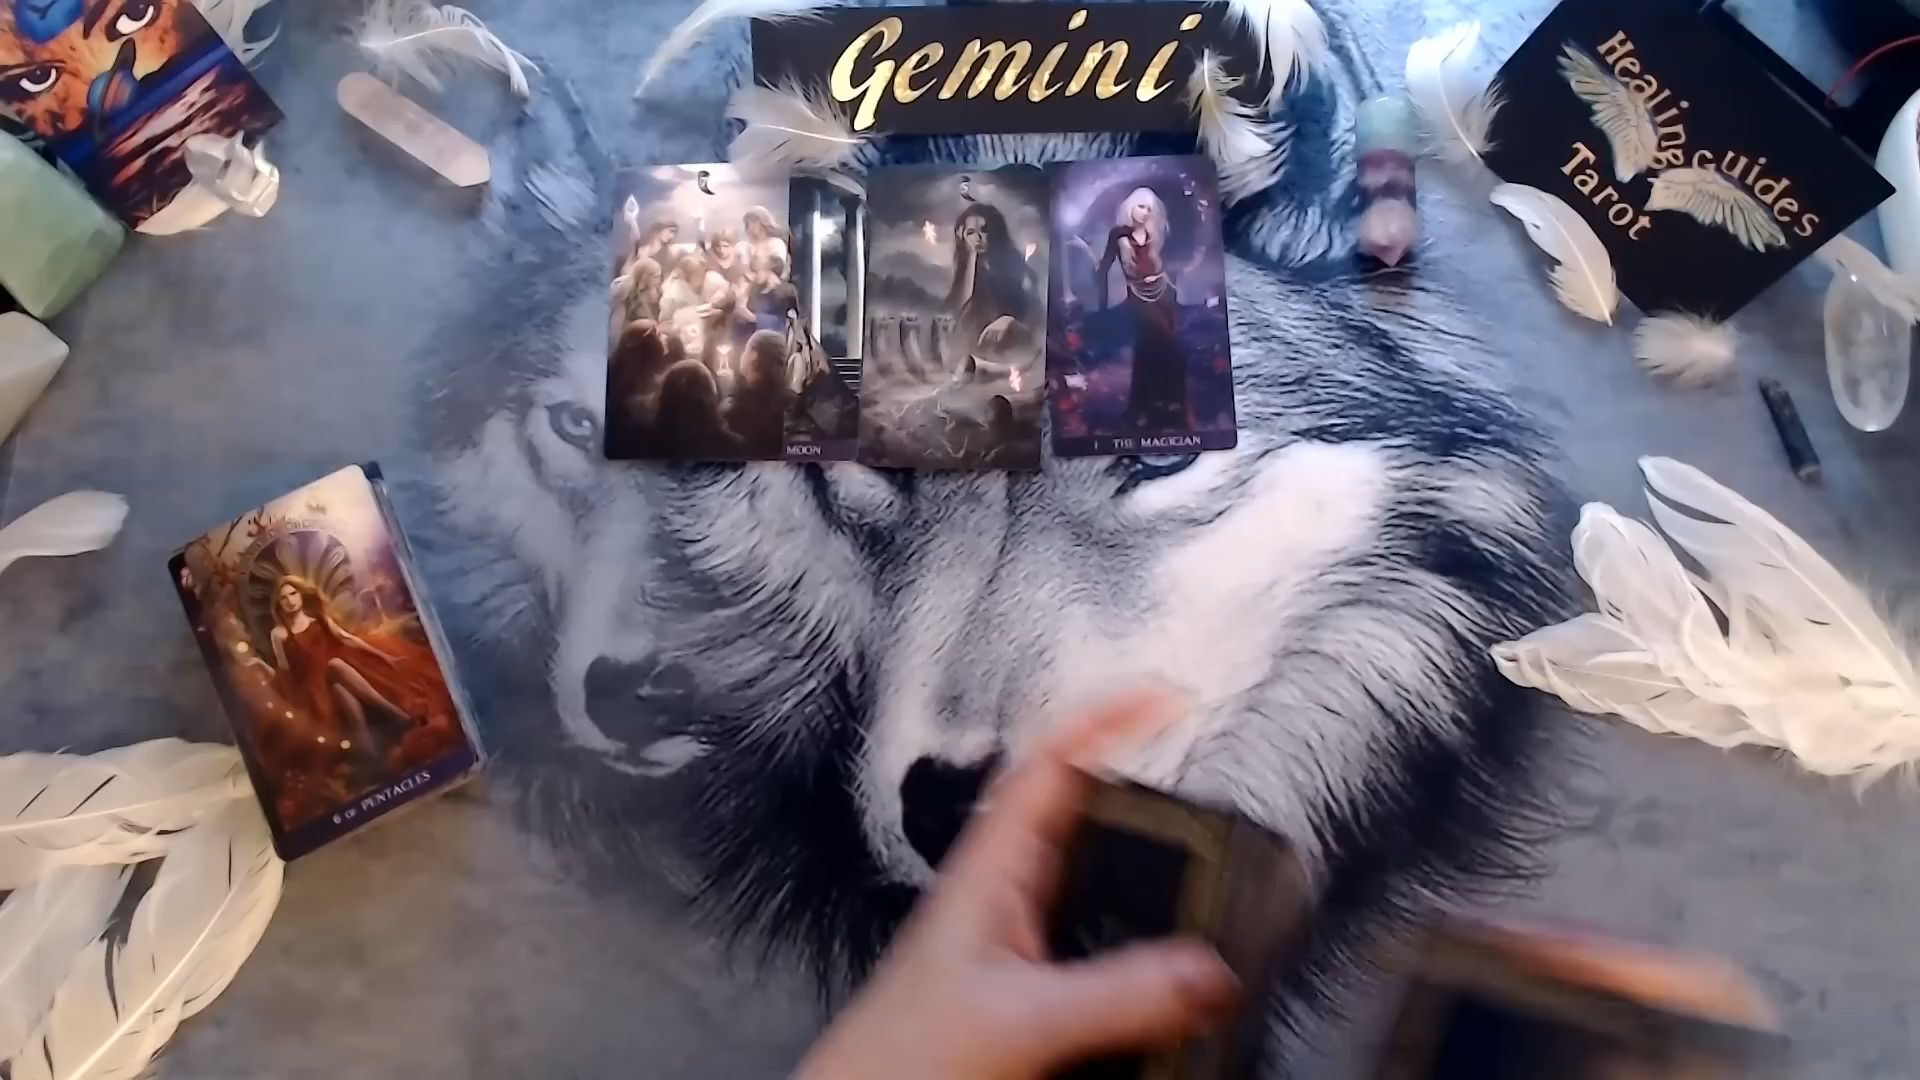 Gemini
Healing Guides
Tarot
MOON
I THE MAGICIAN
6 OF PENTACLES